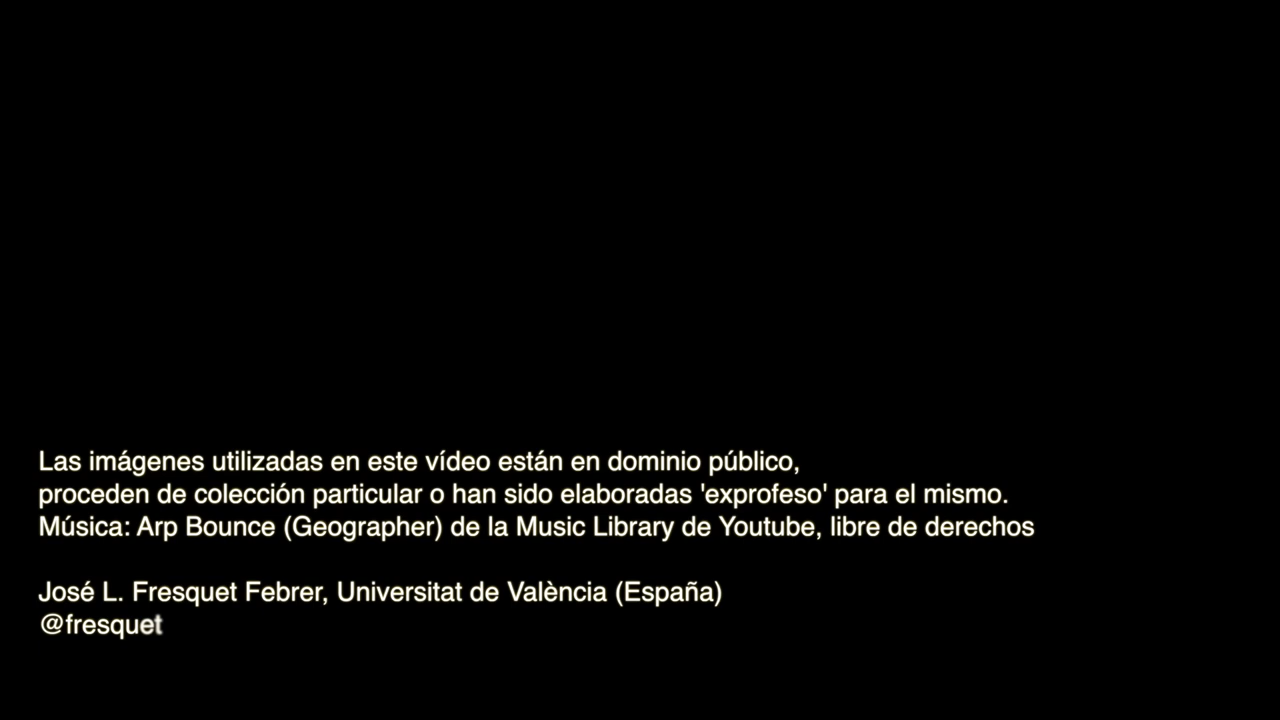 Las imágenes utilizadas en este vídeo están en dominio público,
proceden de colección particular o han sido elaboradas 'exprofeso' para el mismo.
Música: Arp Bounce (Geographer) de la Music Library de Youtube, libre de derechos
José L. Fresquet Febrer, Universitat de València (España)
@fresquet